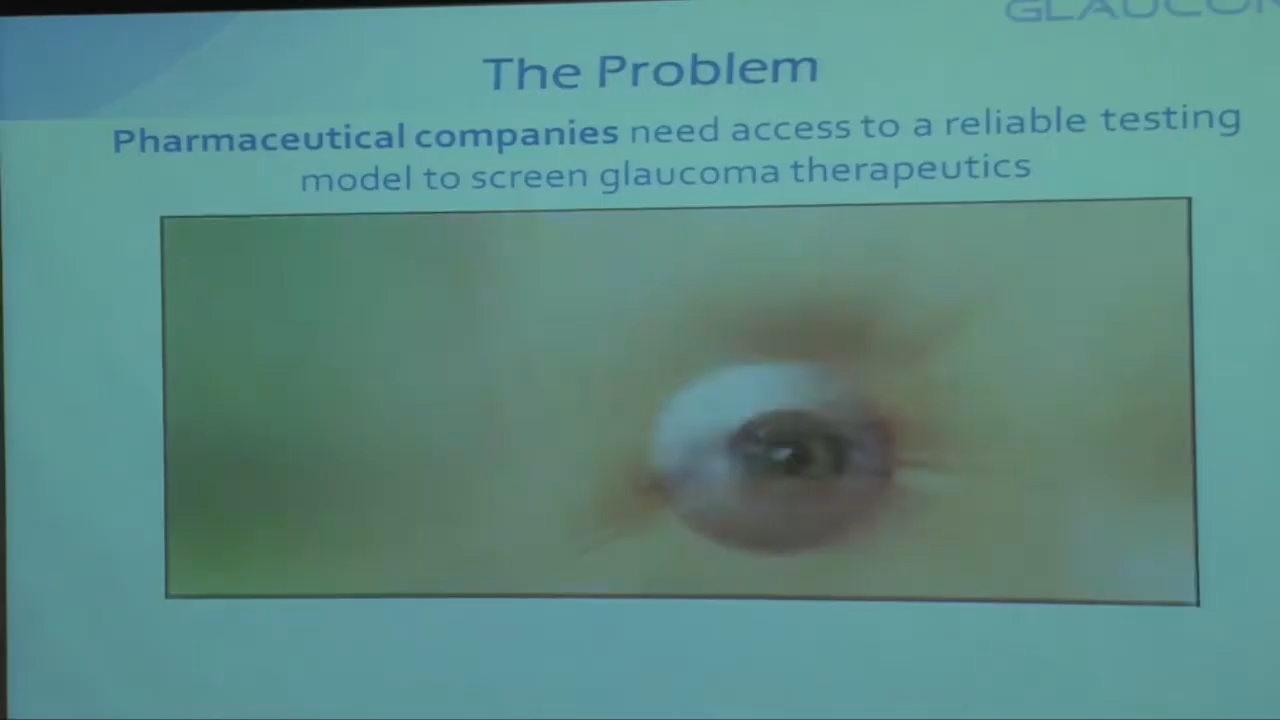 The Problem
Pharmaceutical companies need access to a reliable testing
model to screen glaucoma therapeutics